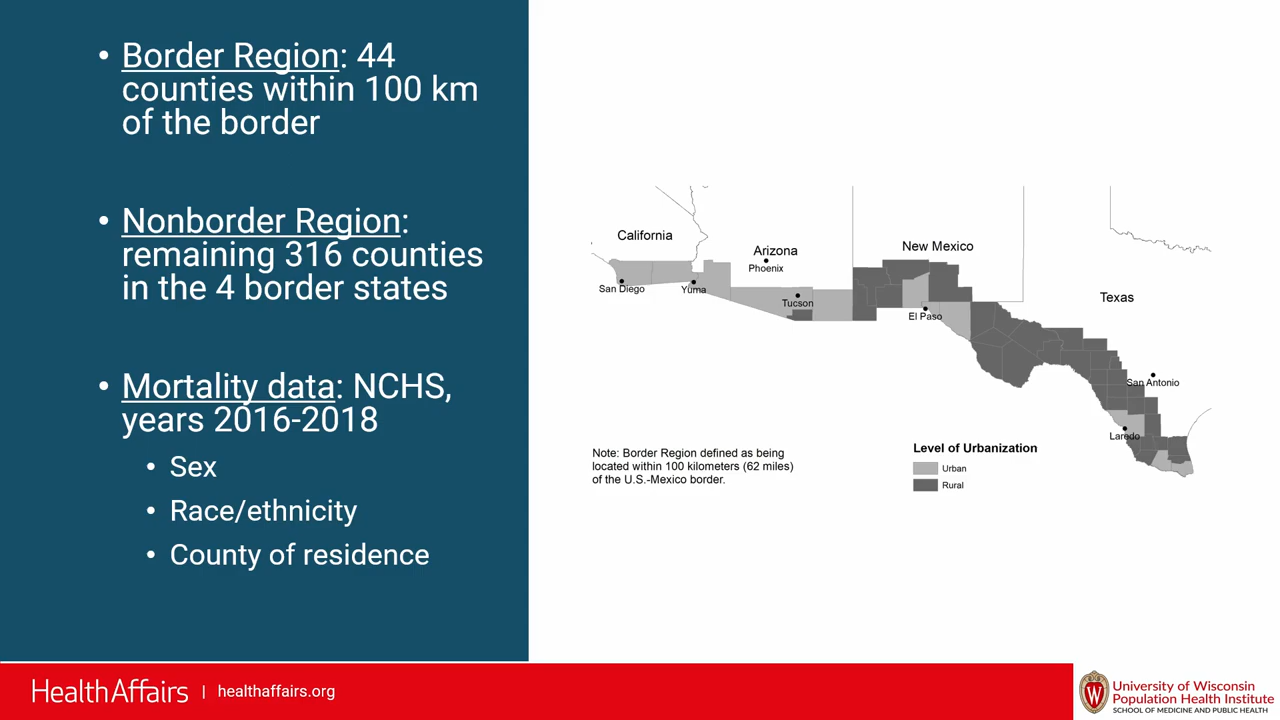 • Border Region: 44
counties within 100 km
of the border
• Nonborder Region:
remaining 316 counties
in the 4 border states
• Mortality data: NCHS,
years 2016-2018
• Sex
• Race/ethnicity
• County of residence
California
Arizona
Phoenix
New Mexico
San Diego
Yuma
Tucson
El Paso
Texas
San Antonio
Laredo
Note: Border Region defined as being
located within 100 kilometers (62 miles)
of the U.S.-Mexico border.
Level of Urbanization
Urban
Rural
HealthAffairs | healthaffairs.org
W
University of Wisconsin
Population Health Institute
SCHOOL OF MEDICINE AND PUBLIC HEALTH